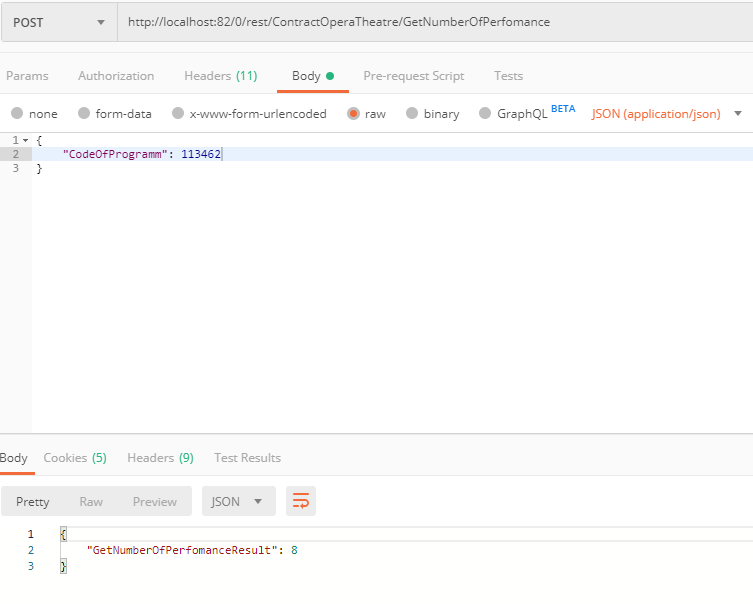 POST http://localhost:82/0/rest/ContractOperaTheatre/GetNumberOfPerfomance
Params Authorization Headers (11) Body Pre-request Script Tests
none form-data x-www-form-urlencoded raw binary GraphQL BETA JSON (application/json)
1 {
2 "CodeOfProgramm": 113462
3 }
Body Cookies (5) Headers (9) Test Results
Pretty Raw Preview JSON
1 {
2 "GetNumberOfPerfomanceResult": 8
3 }